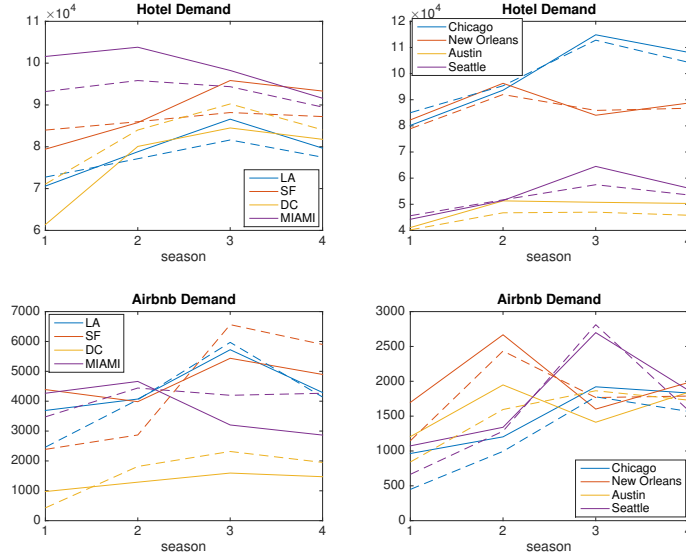 Hotel Demand
×10⁴
11
10
9
8
7
6
1 2 3 4
season
LA
SF
DC
MIAMI
Hotel Demand
×10⁴
12
11
10
9
8
7
6
5
4
1 2 3 4
season
Chicago
New Orleans
Austin
Seattle
Airbnb Demand
7000
6000
5000
4000
3000
2000
1000
0
1 2 3 4
season
LA
SF
DC
MIAMI
Airbnb Demand
3000
2500
2000
1500
1000
500
0
1 2 3 4
season
Chicago
New Orleans
Austin
Seattle